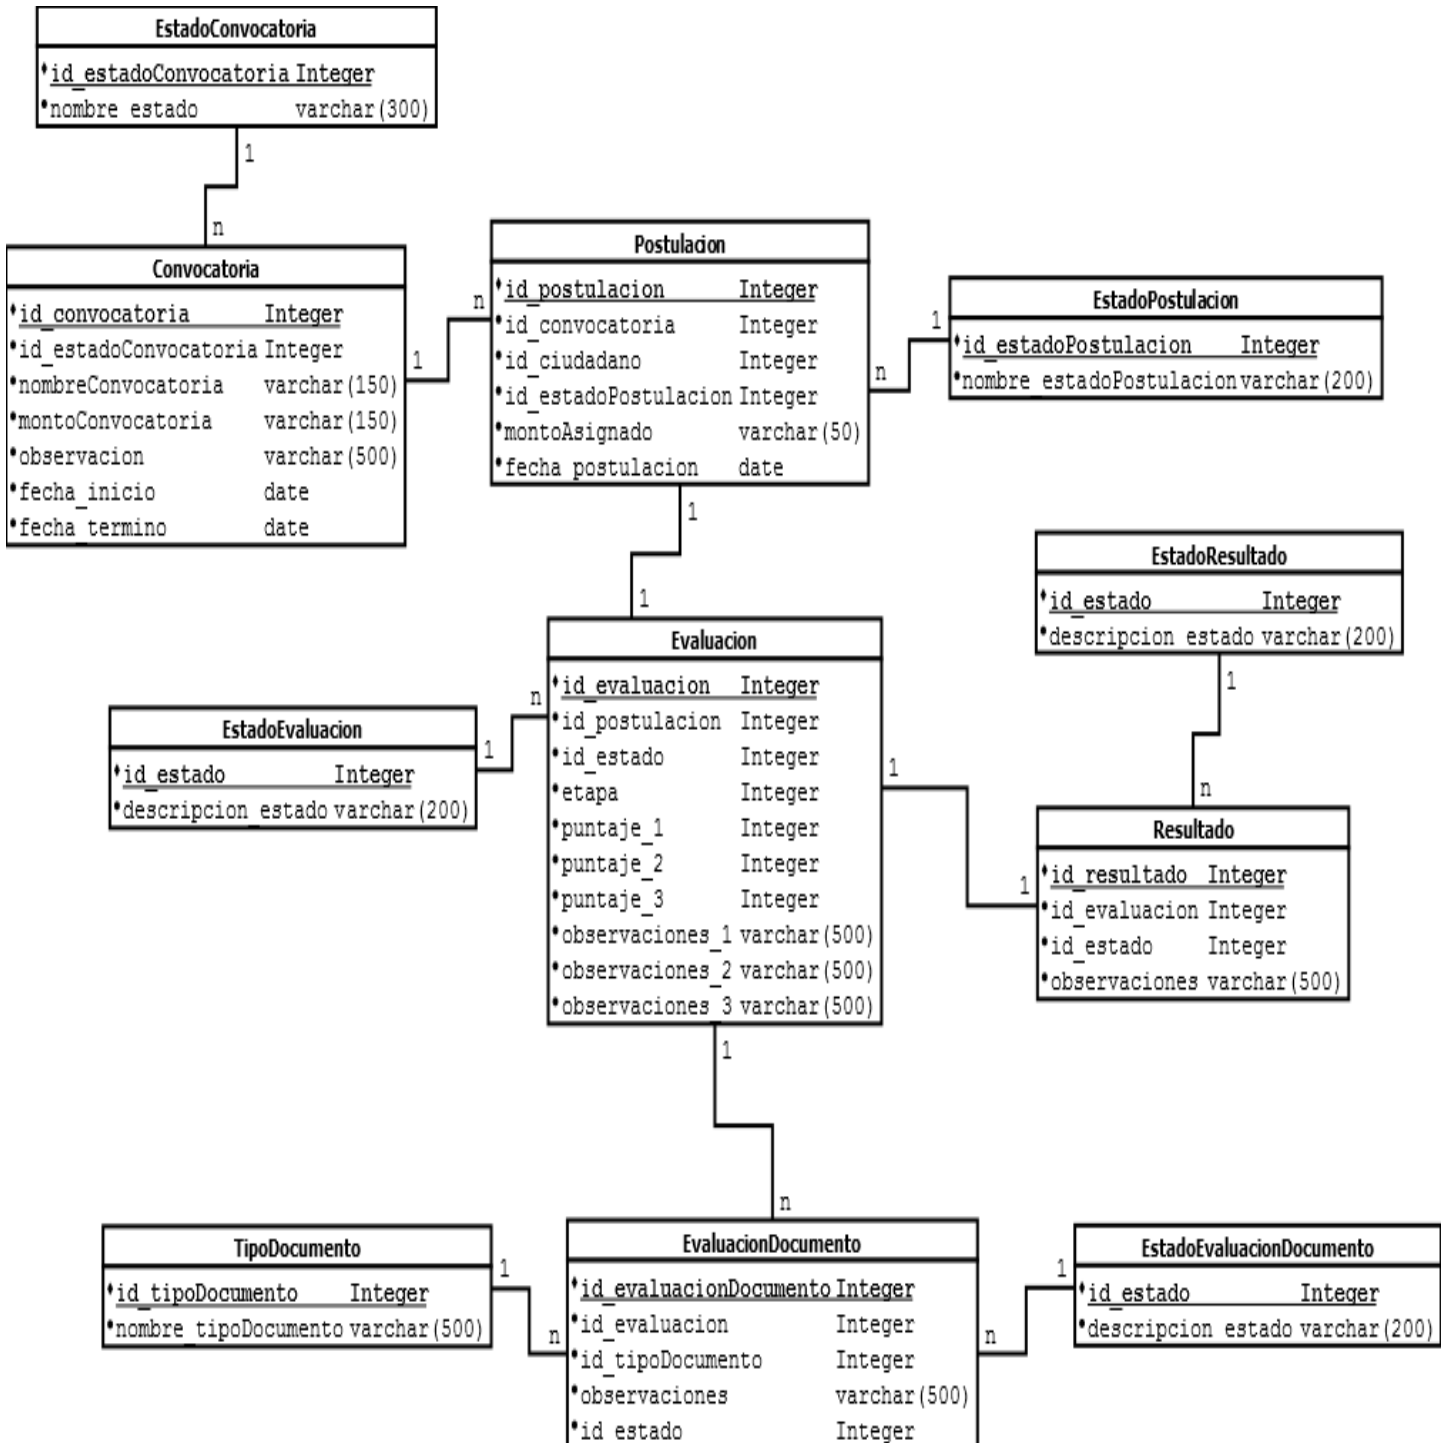 EstadoConvocatoria
id_estadoConvocatoria Integer
nombre_estado varchar(300)
1
n
Convocatoria
id_convocatoria Integer
id_estadoConvocatoria Integer
nombreConvocatoria varchar(150)
montoConvocatoria varchar(150)
observacion varchar(500)
fecha_inicio date
fecha_termino date
1
n
Postulacion
id_postulacion Integer
id_convocatoria Integer
id_ciudadano Integer
id_estadoPostulacion Integer
montoAsignado varchar(50)
fecha_postulacion date
n
1
EstadoPostulacion
id_estadoPostulacion Integer
nombre_estadoPostulacion varchar(200)
1
1
EstadoResultado
id_estado Integer
descripcion_estado varchar(200)
1
n
Evaluacion
id_evaluacion Integer
id_postulacion Integer
id_estado Integer
etapa Integer
puntaje_1 Integer
puntaje_2 Integer
puntaje_3 Integer
observaciones_1 varchar(500)
observaciones_2 varchar(500)
observaciones_3 varchar(500)
n
1
EstadoEvaluacion
id_estado Integer
descripcion_estado varchar(200)
1
1
Resultado
id_resultado Integer
id_evaluacion Integer
id_estado Integer
observaciones varchar(500)
1
n
TipoDocumento
id_tipoDocumento Integer
nombre_tipoDocumento varchar(500)
1
n
EvaluacionDocumento
id_evaluacionDocumento Integer
id_evaluacion Integer
id_tipoDocumento Integer
observaciones varchar(500)
id_estado Integer
n
1
EstadoEvaluacionDocumento
id_estado Integer
descripcion_estado varchar(200)